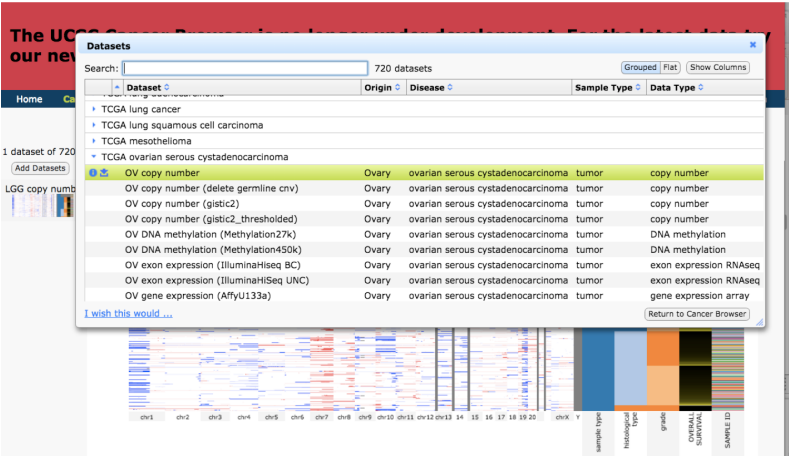 The UCSC Cancer Browser is no longer under development. For the latest data try
our new
Datasets
Search: 720 datasets Grouped Flat Show Columns
Dataset Origin Disease Sample Type Data Type
TCGA lung adenocarcinoma
TCGA lung cancer
TCGA lung squamous cell carcinoma
TCGA mesothelioma
TCGA ovarian serous cystadenocarcinoma
OV copy number Ovary ovarian serous cystadenocarcinoma tumor copy number
OV copy number (delete germline cnv) Ovary ovarian serous cystadenocarcinoma tumor copy number
OV copy number (gistic2) Ovary ovarian serous cystadenocarcinoma tumor copy number
OV copy number (gistic2_thresholded) Ovary ovarian serous cystadenocarcinoma tumor copy number
OV DNA methylation (Methylation27k) Ovary ovarian serous cystadenocarcinoma tumor DNA methylation
OV DNA methylation (Methylation450k) Ovary ovarian serous cystadenocarcinoma tumor DNA methylation
OV exon expression (IlluminaHiseq BC) Ovary ovarian serous cystadenocarcinoma tumor exon expression RNAseq
OV exon expression (IlluminaHiSeq UNC) Ovary ovarian serous cystadenocarcinoma tumor exon expression RNAseq
OV gene expression (AffyU133a) Ovary ovarian serous cystadenocarcinoma tumor gene expression array
I wish this would ... Return to Cancer Browser
Home Ca
1 dataset of 720
Add Datasets
LGG copy numb
chr1 chr2 chr3 chr4 chr5 chr6 chr7 chr8 chr9 chr10 chr11 chr12 chr13 14 15 16 17 18 19 20 chrX Y
sample type
histological
type
grade
OVERALL
SURVIVAL
SAMPLE ID